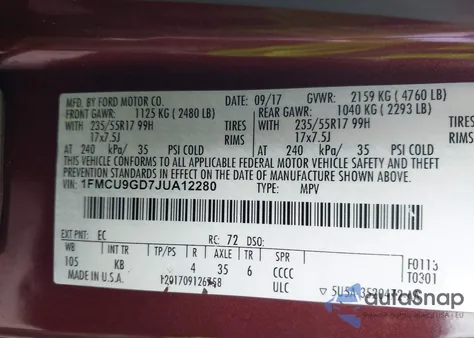 MFD. BY FORD MOTOR CO. DATE: 09/17 GVWR: 2159 KG ( 4760 LB)
FRONT GAWR: 1125 KG ( 2480 LB) REAR GAWR: 1040 KG ( 2293 LB)
WITH 235/55R17 99H TIRES WITH 235/55R17 99H TIRES
17x7.5J RIMS 17x7.5J RIMS
AT 240 kPa/ 35 PSI COLD AT 240 kPa/ 35 PSI COLD
THIS VEHICLE CONFORMS TO ALL APPLICABLE FEDERAL MOTOR VEHICLE SAFETY AND THEFT
PREVENTION STANDARDS IN EFFECT ON THE DATE OF MANUFACTURE SHOWN ABOVE.
VIN: 1FMCU9GD7JUA12280 TYPE: MPV
EXT PNT: EC RC: 72 DSO:
WB INT TR TP/PS R AXLE TR SPR F0113
105 KB 4 35 6 CCCC T0301
MADE IN U.S.A. ULC
autoSnap